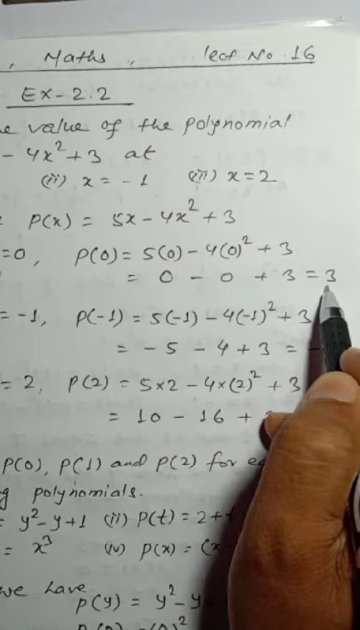 , Maths, Lect No. 16
Ex-2.2
value of the polynomial
- 4x² + 3 at
(ii) x = -1 (iii) x = 2
P(x) = 5x - 4x² + 3
=0, P(0) = 5(0) - 4(0)² + 3
= 0 - 0 + 3 = 3
= -1, P(-1) = 5(-1) - 4(-1)² + 3
= -5 - 4 + 3 =
= 2, P(2) = 5×2 - 4×(2)² + 3
= 10 - 16 +
P(0), P(1) and P(2) for
polynomials.
= y² - y + 1 (ii) P(t) = 2 +
= x³ (iv) P(x) = (x
we have
P(y) = y² - y